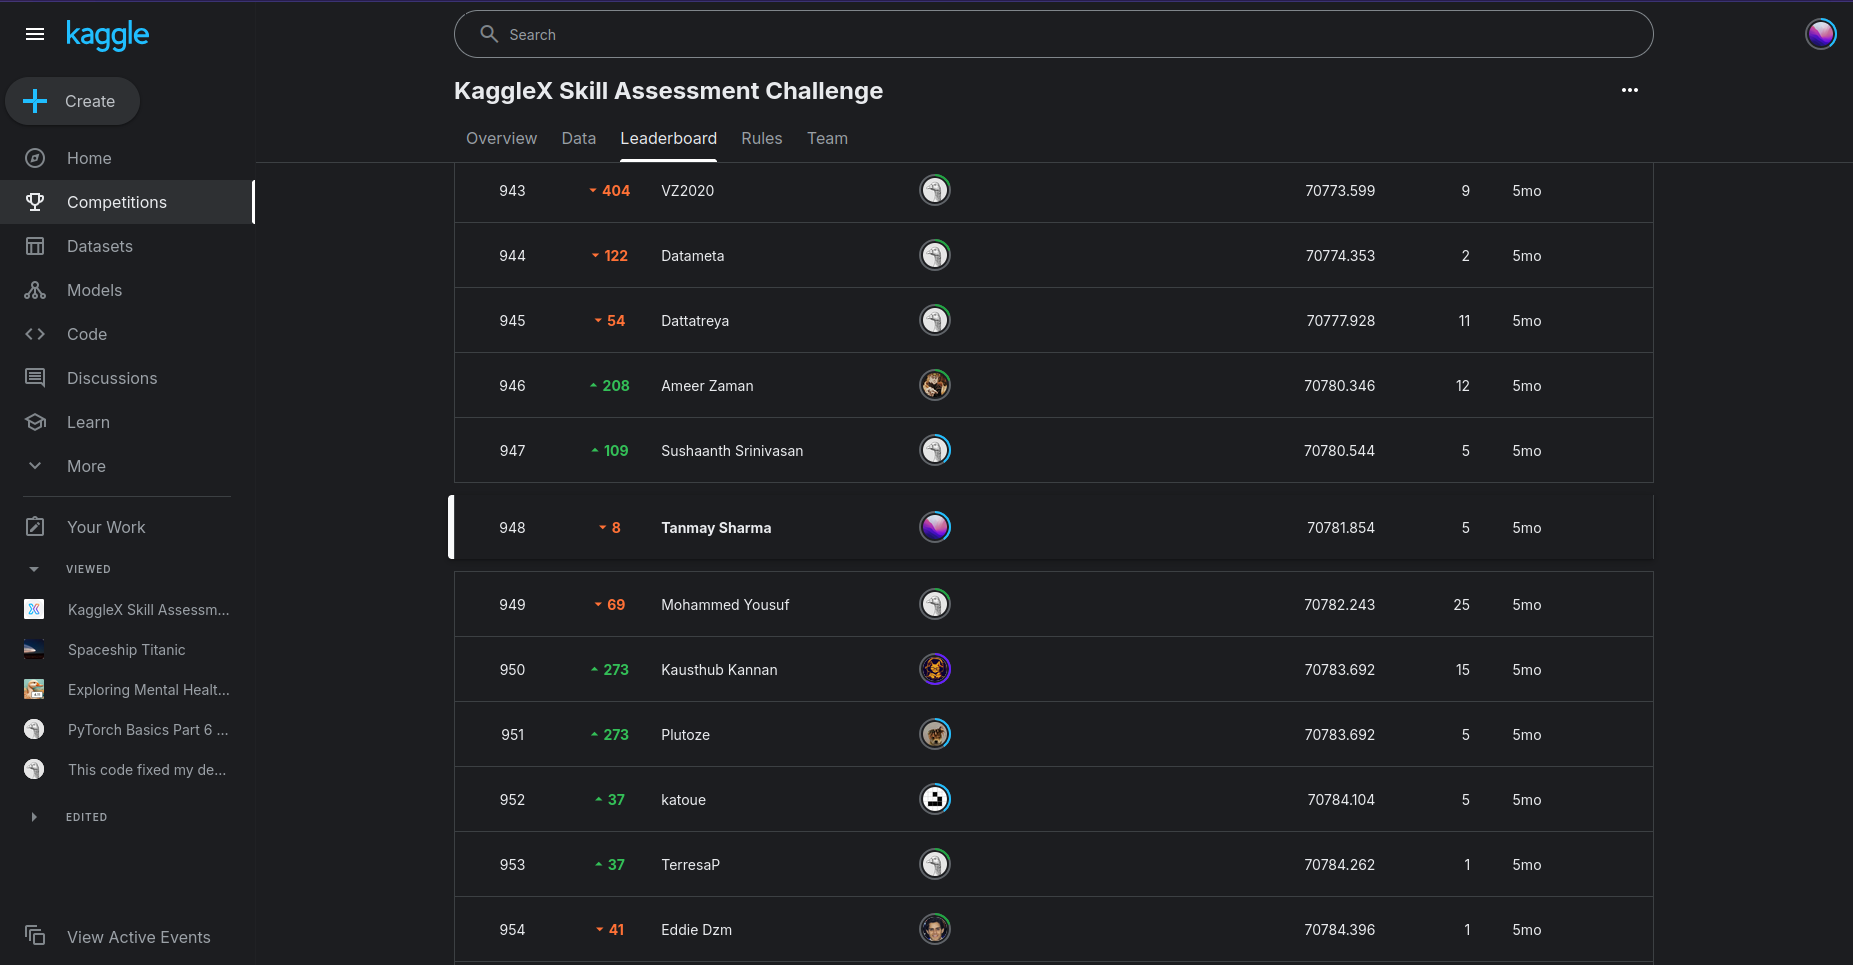 kaggle
Search
Create
Home
Competitions
Datasets
Models
Code
Discussions
Learn
More
Your Work
VIEWED
KaggleX Skill Assessm...
Spaceship Titanic
Exploring Mental Healt...
PyTorch Basics Part 6 ...
This code fixed my de...
EDITED
View Active Events
KaggleX Skill Assessment Challenge
Overview Data Leaderboard Rules Team
943 404 VZ2020 70773.599 9 5mo
944 122 Datameta 70774.353 2 5mo
945 54 Dattatreya 70777.928 11 5mo
946 208 Ameer Zaman 70780.346 12 5mo
947 109 Sushaanth Srinivasan 70780.544 5 5mo
948 8 Tanmay Sharma 70781.854 5 5mo
949 69 Mohammed Yousuf 70782.243 25 5mo
950 273 Kausthub Kannan 70783.692 15 5mo
951 273 Plutoze 70783.692 5 5mo
952 37 katoue 70784.104 5 5mo
953 37 TerresaP 70784.262 1 5mo
954 41 Eddie Dzm 70784.396 1 5mo